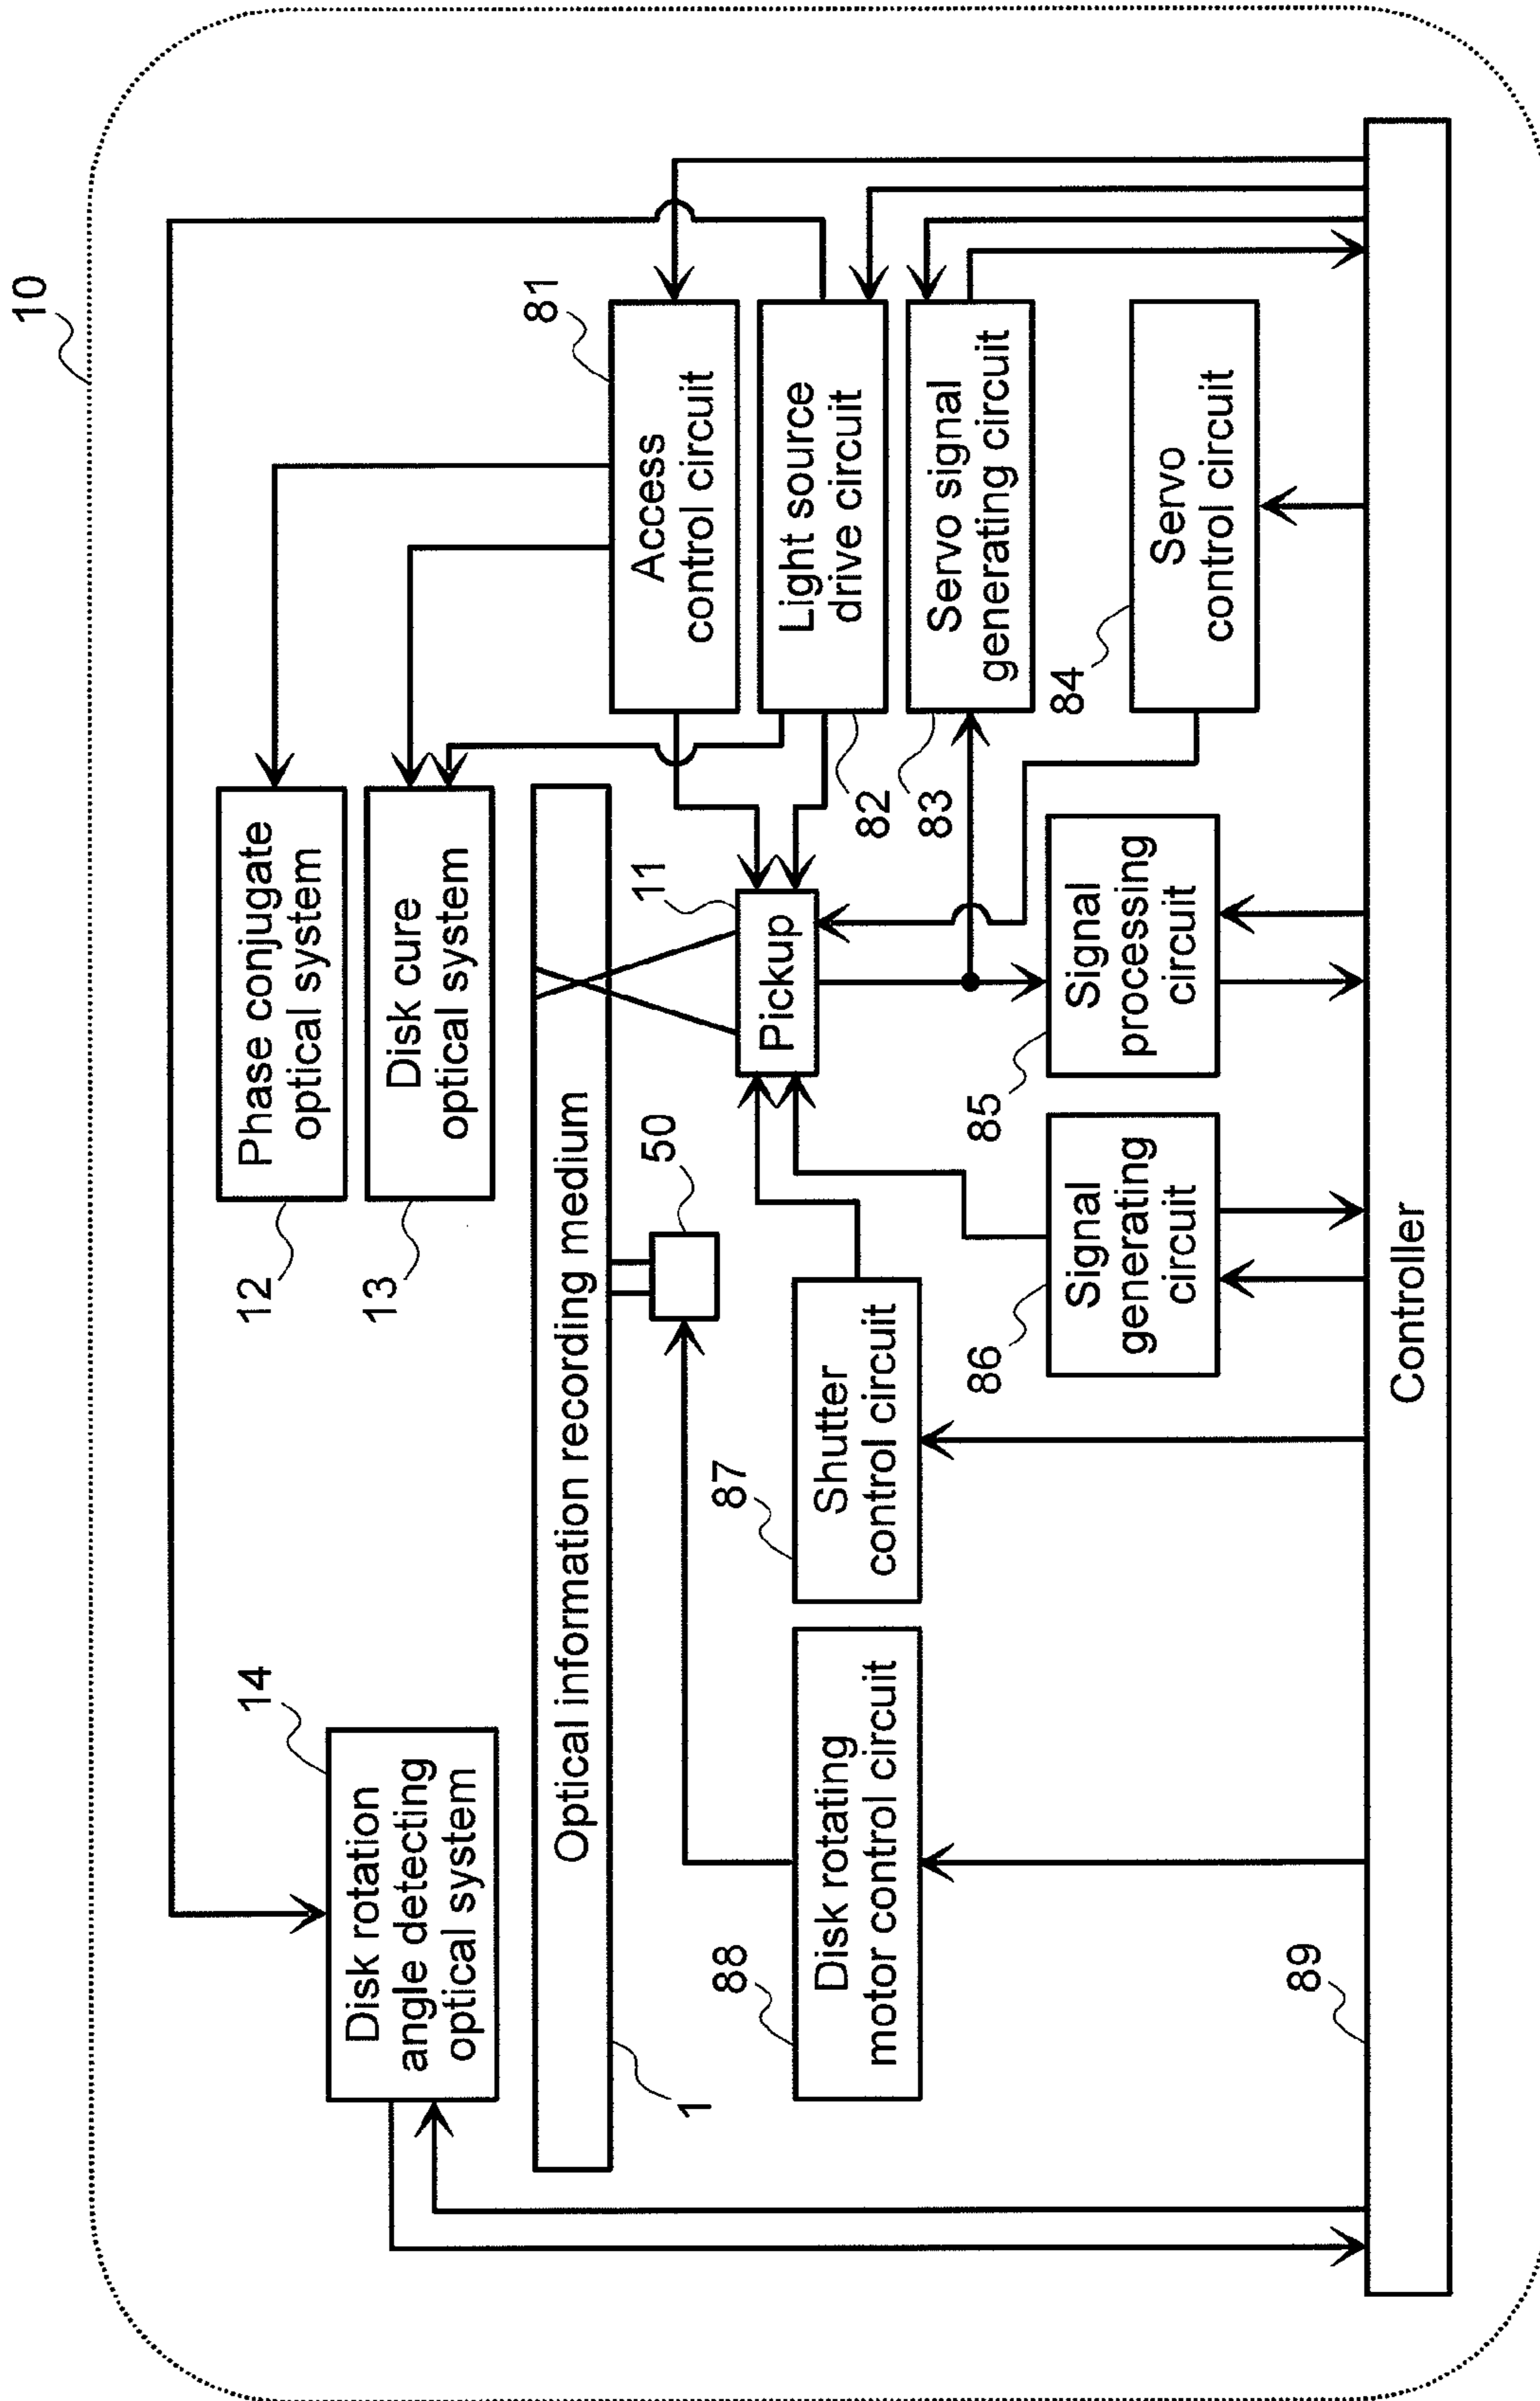 10
14
Disk rotation
angle detecting
optical system
12
Phase conjugate
optical system
13
Disk cure
optical system
1
Optical information recording medium
50
11
Pickup
81
Access
control circuit
82
Light source
drive circuit
83
Servo signal
generating circuit
84
Servo
control circuit
88
Disk rotating
motor control circuit
87
Shutter
control circuit
86
Signal
generating
circuit
85
Signal
processing
circuit
89
Controller